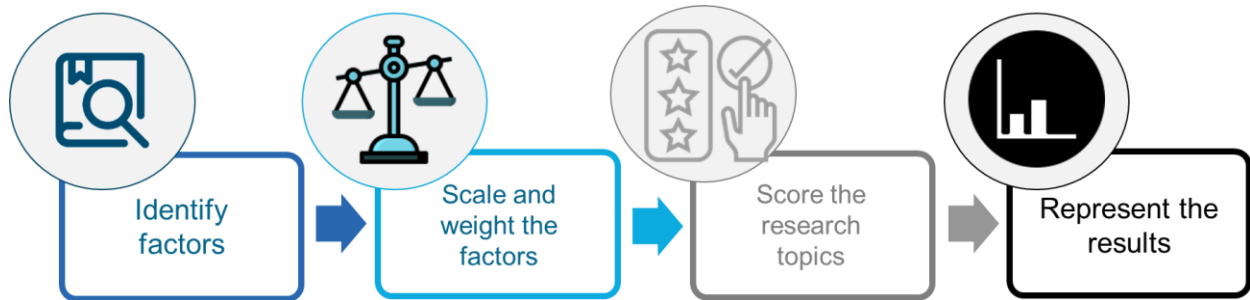 Identify
factors
Scale and
weight the
factors
Score the
research
topics
Represent the
results